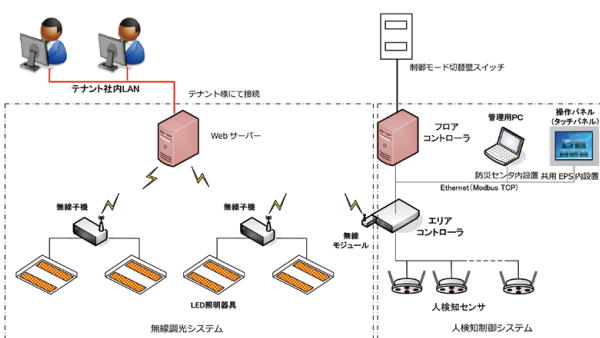 制御モード切替壁スイッチ
テナント社内LAN
テナント様にて接続
Webサーバー
フロア
コントローラ
管理用PC
操作パネル
(タッチパネル)
防災センタ内設置
共用 EPS 内設置
Ethernet(Modbus TCP)
無線子機
無線子機
無線
モジュール
エリア
コントローラ
LED照明器具
人検知センサ
無線調光システム
人検知制御システム